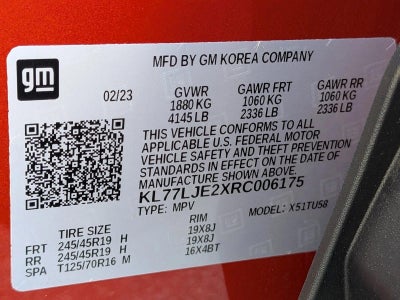 gm
MFD BY GM KOREA COMPANY
02/23 GVWR GAWR FRT GAWR RR
1880 KG 1060 KG 1060 KG
4145 LB 2336 LB 2336 LB
THIS VEHICLE CONFORMS TO ALL
APPLICABLE U.S. FEDERAL MOTOR
VEHICLE SAFETY AND THEFT PREVENTION
STANDARDS IN EFFECT ON THE DATE OF
MANUFACTURE SHOWN ABOVE.
KL77LJE2XRC006175
TYPE: MPV MODEL: X51TU58
TIRE SIZE RIM
FRT 245/45R19 H 19X8J
RR 245/45R19 H 19X8J
SPA T125/70R16 M 16X4BT